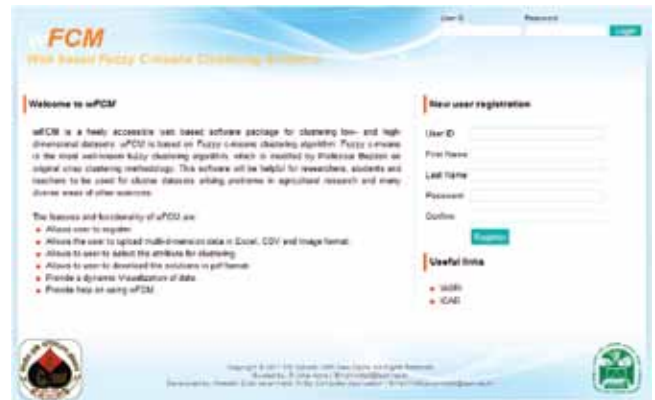 User ID
Password
Login
wFCM
Web based Fuzzy C-means Clustering
Welcome to wFCM
wFCM is a freely accessible web based software package for clustering low- and high-
dimensional datasets. wFCM is based on Fuzzy c-means clustering algorithm. Fuzzy c-means
is the most well-known fuzzy clustering algorithm, which is modified by Professor Bezdek an
original crisp clustering methodology. This software will be helpful for researchers, students and
teachers to be used for cluster datasets arising problems in agricultural research and many
diverse areas of other sciences.
The features and functionality of wFCM are:
Allows user to register
Allows the user to upload multi-dimension data in Excel, CSV and Image format.
Allows to user to select the attribute for clustering
Allows to user to download the solutions in pdf format.
Provide a dynamic Visualization of data.
Provide help on using wFCM
New user registration
User ID
First Name
Last Name
Password
Confirm
Register
Useful links
IASRI
ICAR